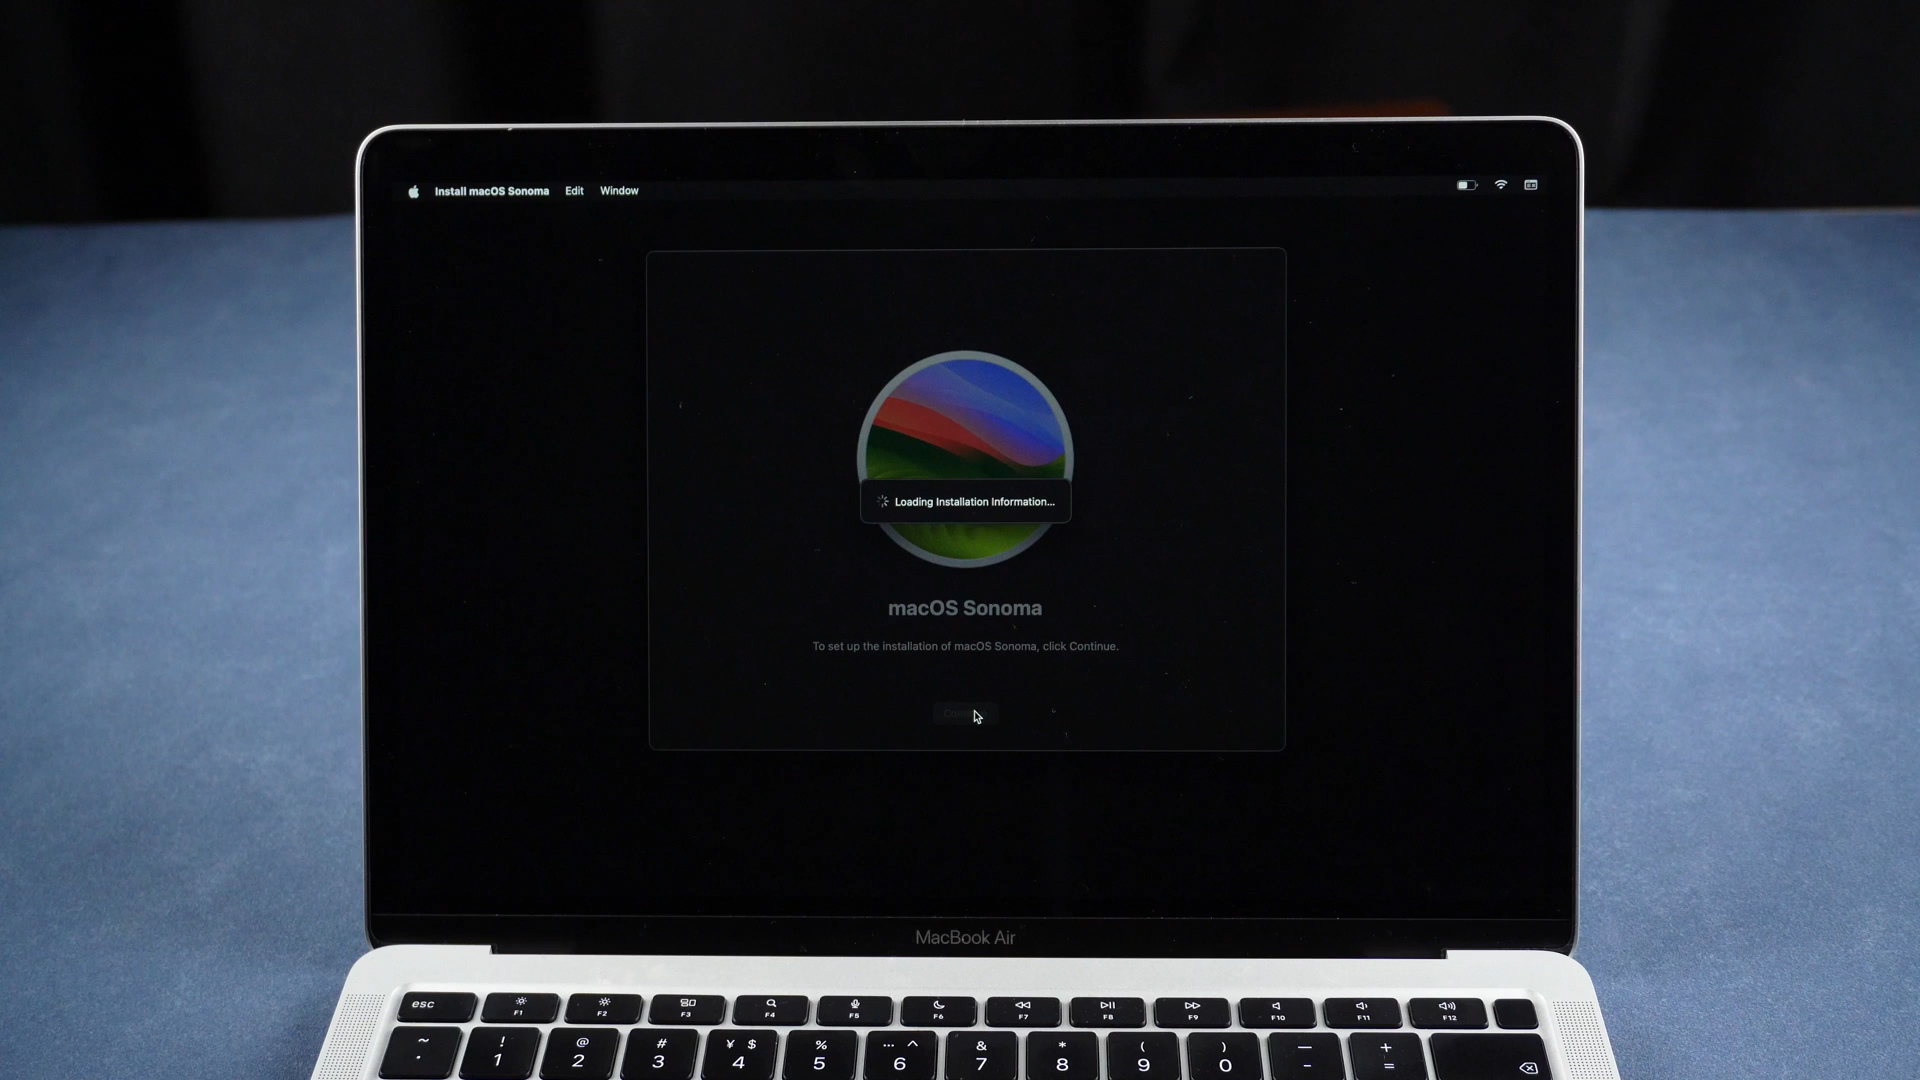 Install macOS Sonoma Edit Window
Loading Installation Information...
macOS Sonoma
To set up the installation of macOS Sonoma, click Continue.
MacBook Air
esc F1 F2 F3 F4 F5 F6 F7 F8 F9 F10 F11 F12
~ ! @ # ¥ $ % … ^ & * ( ) — +
· 1 2 3 4 5 6 7 8 9 0 - =